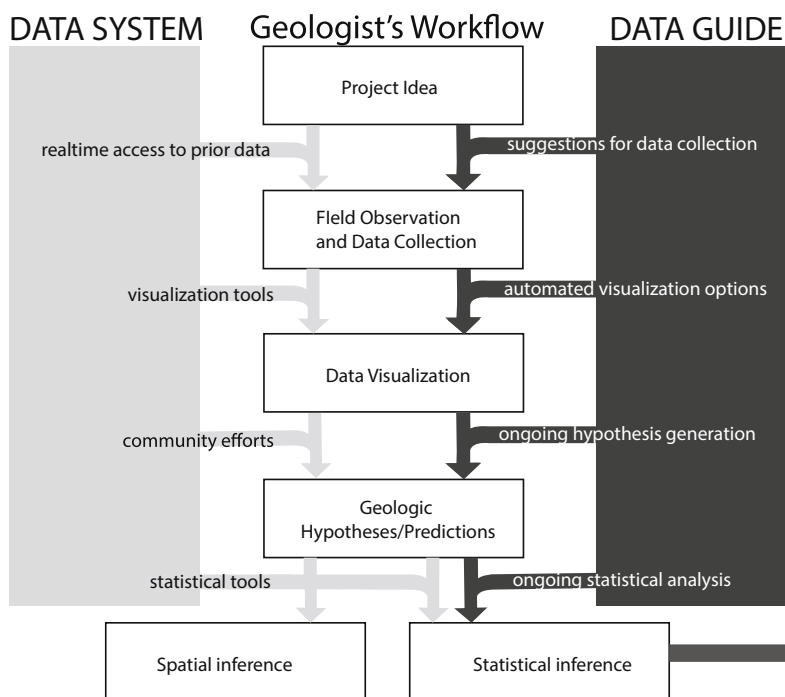 DATA SYSTEM
Geologist's Workflow
DATA GUIDE
Project Idea
realtime access to prior data
suggestions for data collection
FIeld Observation
and Data Collection
visualization tools
automated visualization options
Data Visualization
community efforts
ongoing hypothesis generation
Geologic
Hypotheses/Predictions
statistical tools
ongoing statistical analysis
Spatial inference
Statistical inference